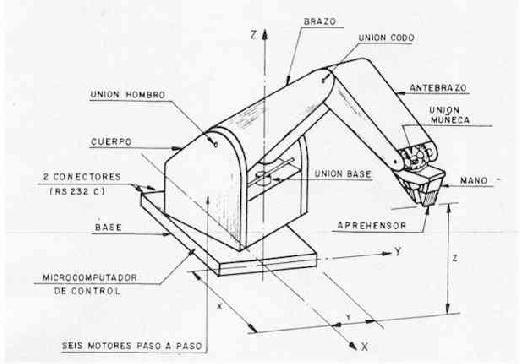 BRAZO
Z
UNION CODO
UNION HOMBRO
ANTEBRAZO
UNION
MUÑECA
CUERPO
2 CONECTORES
(RS 232 C)
UNION BASE
MANO
BASE
APREHENSOR
Y
Z
MICROCOMPUTADOR
DE CONTROL
X
Y
X
SEIS MOTORES PASO A PASO